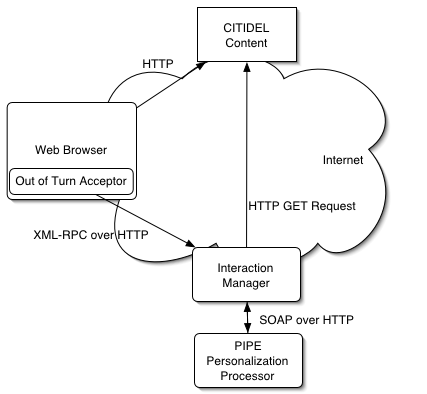 CITIDEL
Content
HTTP
Web Browser
Internet
Out of Turn Acceptor
HTTP GET Request
XML-RPC over HTTP
Interaction
Manager
SOAP over HTTP
PIPE
Personalization
Processor